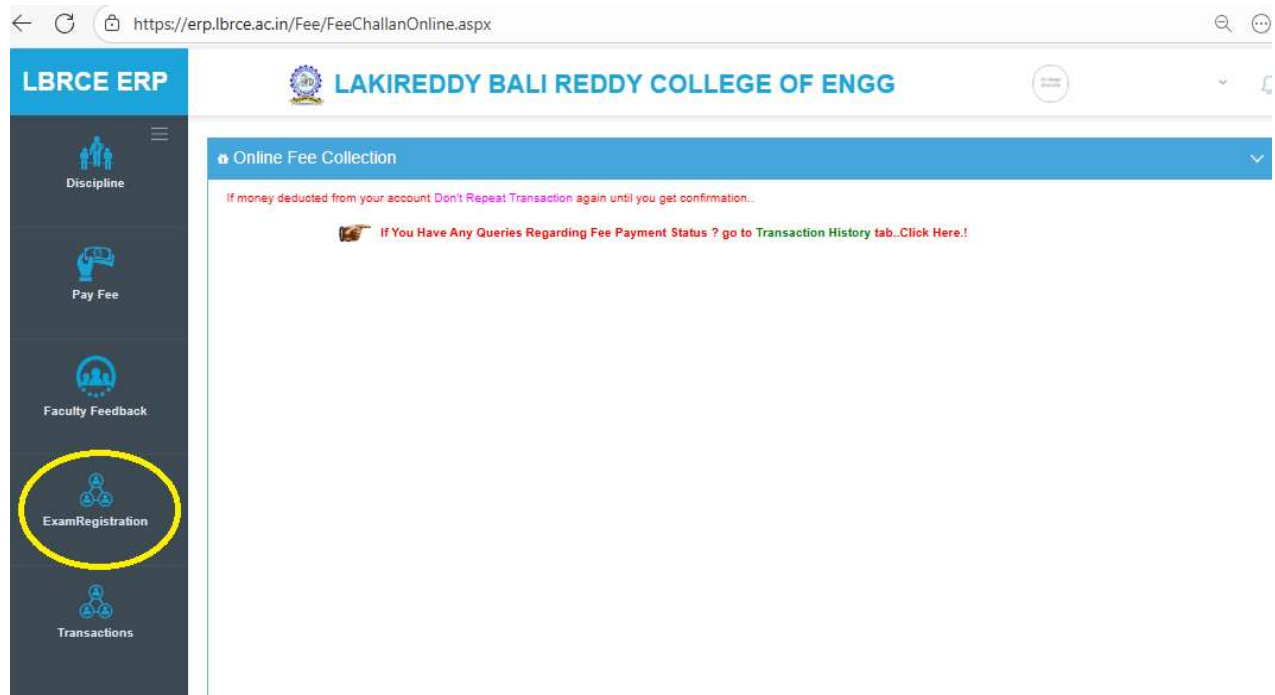 https://erp.lbrce.ac.in/Fee/FeeChallanOnline.aspx
LBRCE ERP
LAKIREDDY BALI REDDY COLLEGE OF ENGG
Discipline
Pay Fee
Faculty Feedback
ExamRegistration
Transactions
Online Fee Collection
If money deducted from your account Don't Repeat Transaction again until you get confirmation..
If You Have Any Queries Regarding Fee Payment Status ? go to Transaction History tab..Click Here.!